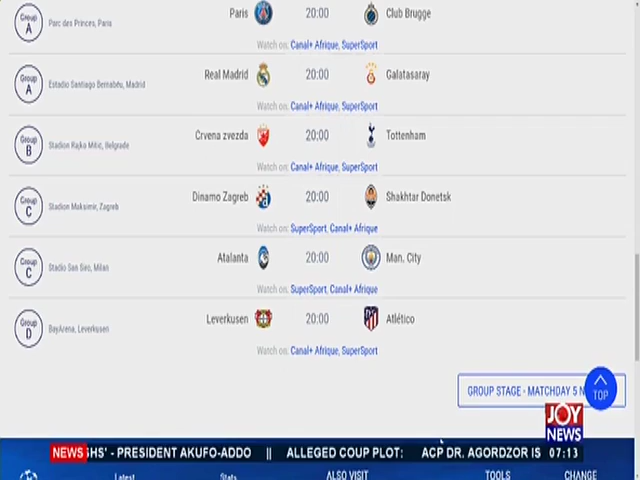 Group A
Parc des Princes, Paris
Paris 20:00 Club Brugge
Watch on: Canal+ Afrique, SuperSport
Group A
Estadio Santiago Bernabéu, Madrid
Real Madrid 20:00 Galatasaray
Watch on: Canal+ Afrique, SuperSport
Group B
Stadion Rajko Mitić, Belgrade
Crvena zvezda 20:00 Tottenham
Watch on: Canal+ Afrique, SuperSport
Group C
Stadion Maksimir, Zagreb
Dinamo Zagreb 20:00 Shakhtar Donetsk
Watch on: SuperSport, Canal+ Afrique
Group C
Stadio San Siro, Milan
Atalanta 20:00 Man. City
Watch on: SuperSport, Canal+ Afrique
Group D
BayArena, Leverkusen
Leverkusen 20:00 Atlético
Watch on: Canal+ Afrique, SuperSport
GROUP STAGE - MATCHDAY 5 N
TOP
JOY
NEWS
NEWS GHS' - PRESIDENT AKUFO-ADDO || ALLEGED COUP PLOT: ACP DR. AGORDZOR IS 07:13
Latest Stats ALSO VISIT TOOLS CHANGE